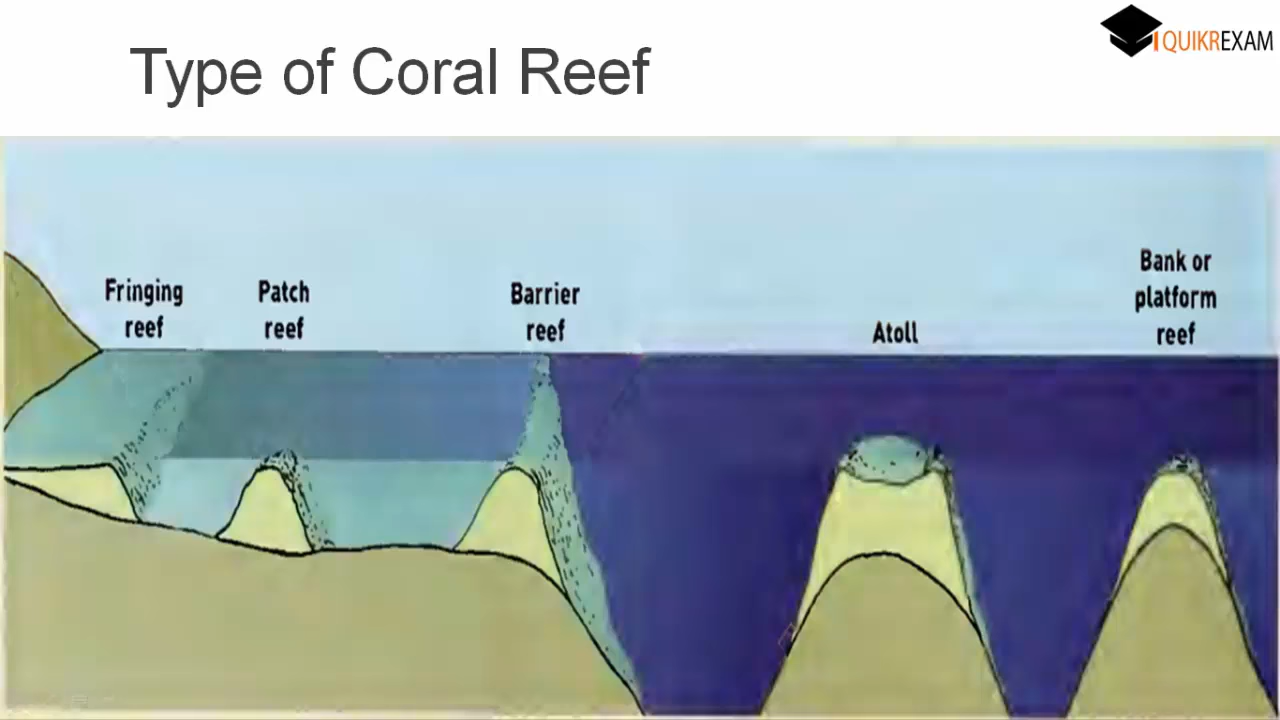 Type of Coral Reef
QUIKREXAM
Fringing
reef
Patch
reef
Barrier
reef
Atoll
Bank or
platform
reef